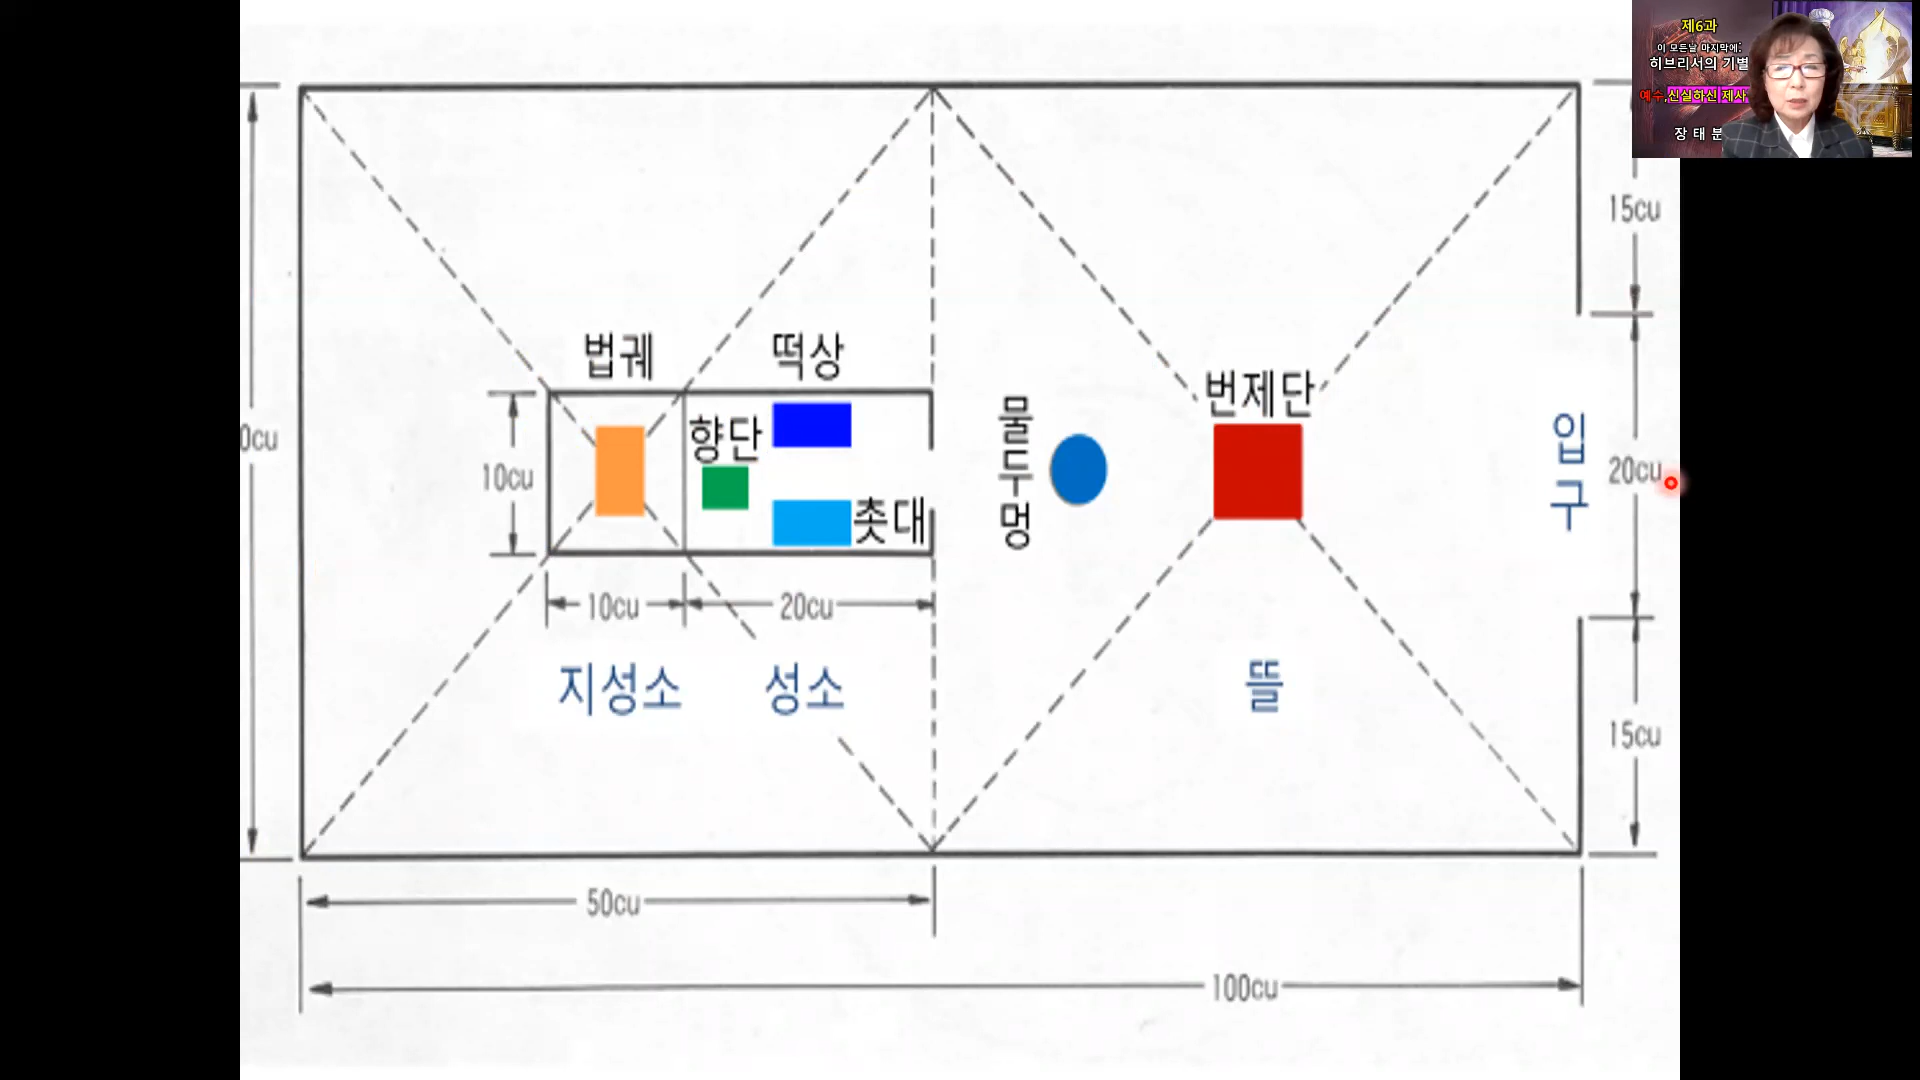 제6과
이 모든날 마지막에:
히브리서의 기별
예수,신실하신 제사
장 태 분
15cu
법궤
떡상
번제단
물두멍
향단
입구
0cu
10cu
20cu
촛대
10cu
20cu
지성소
성소
뜰
15cu
50cu
100cu